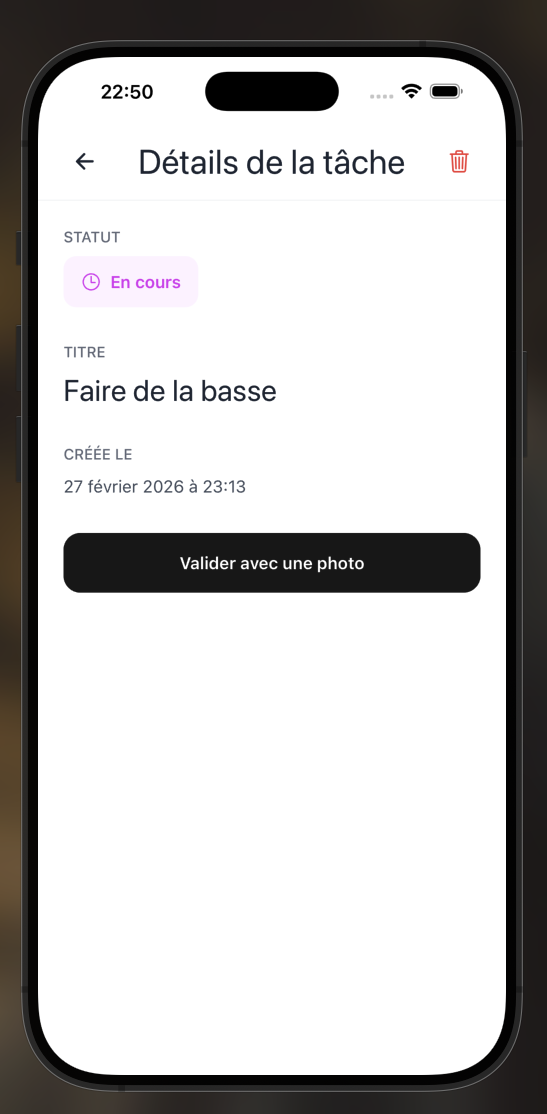 22:50
Détails de la tâche
STATUT
En cours
TITRE
Faire de la basse
CRÉÉE LE
27 février 2026 à 23:13
Valider avec une photo